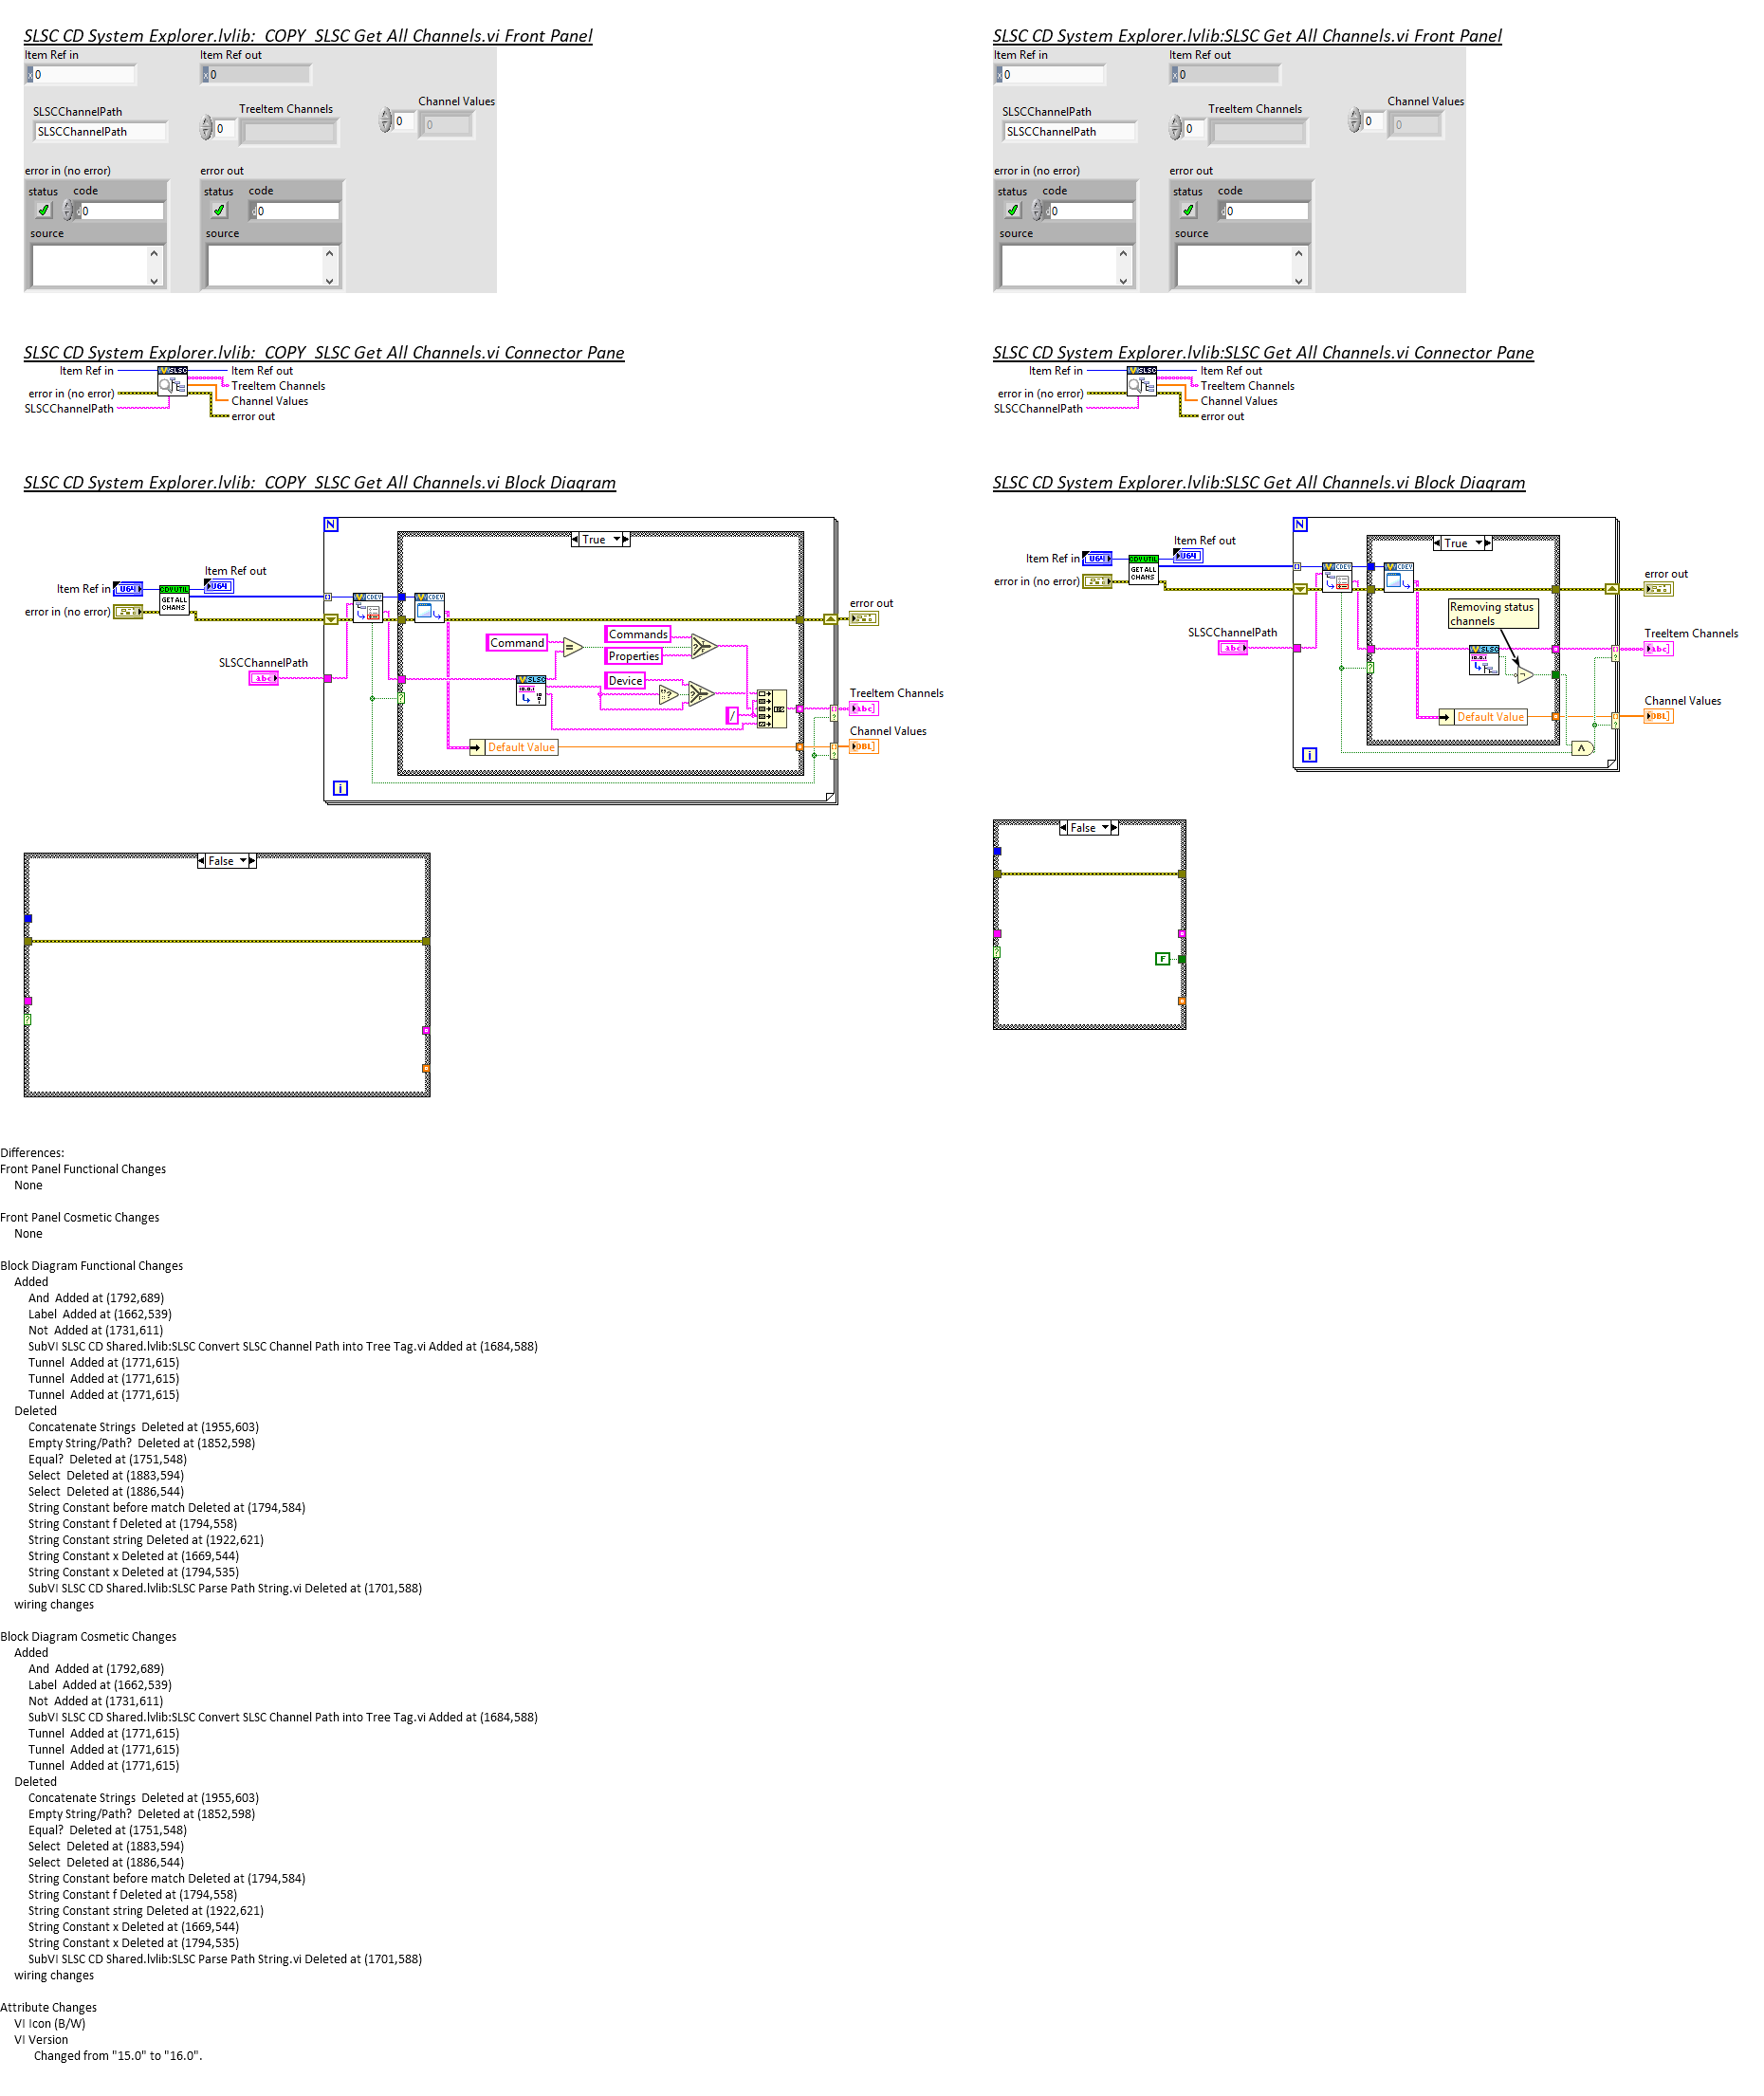 SLSC CD System Explorer.lvlib:  COPY  SLSC Get All Channels.vi Front Panel
Item Ref in
0
Item Ref out
0
SLSCChannelPath
SLSCChannelPath
TreeItem Channels
0
Channel Values
0
0
error in (no error)
status
code
0
source
error out
status
code
0
source
SLSC CD System Explorer.lvlib:SLSC Get All Channels.vi Front Panel
Item Ref in
0
Item Ref out
0
SLSCChannelPath
SLSCChannelPath
TreeItem Channels
0
Channel Values
0
0
error in (no error)
status
code
0
source
error out
status
code
0
source
SLSC CD System Explorer.lvlib:  COPY  SLSC Get All Channels.vi Connector Pane
Item Ref in
error in (no error)
SLSCChannelPath
SLSC
Item Ref out
TreeItem Channels
Channel Values
error out
SLSC CD System Explorer.lvlib:SLSC Get All Channels.vi Connector Pane
Item Ref in
error in (no error)
SLSCChannelPath
SLSC
Item Ref out
TreeItem Channels
Channel Values
error out
SLSC CD System Explorer.lvlib:  COPY  SLSC Get All Channels.vi Block Diagram
N
True
Item Ref in
U64
Item Ref out
U64
error in (no error)
GET ALL
CHANS
CDEV
CDEV
SLSCChannelPath
abc
Command
=
Commands
Properties
Device
SLSC
/
Default Value
i
error out
TreeItem Channels
abc
Channel Values
DBL
False
SLSC CD System Explorer.lvlib:SLSC Get All Channels.vi Block Diagram
N
True
Item Ref in
U64
Item Ref out
U64
error in (no error)
GET ALL
CHANS
CDEV
CDEV
Removing status
channels
SLSCChannelPath
abc
SLSC
Default Value
i
error out
TreeItem Channels
abc
Channel Values
DBL
False
F
Differences:
Front Panel Functional Changes
None
Front Panel Cosmetic Changes
None
Block Diagram Functional Changes
Added
And  Added at (1792,689)
Label  Added at (1662,539)
Not  Added at (1731,611)
SubVI SLSC CD Shared.lvlib:SLSC Convert SLSC Channel Path into Tree Tag.vi Added at (1684,588)
Tunnel  Added at (1771,615)
Tunnel  Added at (1771,615)
Tunnel  Added at (1771,615)
Deleted
Concatenate Strings  Deleted at (1955,603)
Empty String/Path?  Deleted at (1852,598)
Equal?  Deleted at (1751,548)
Select  Deleted at (1883,594)
Select  Deleted at (1886,544)
String Constant before match Deleted at (1794,584)
String Constant f Deleted at (1794,558)
String Constant string Deleted at (1922,621)
String Constant x Deleted at (1669,544)
String Constant x Deleted at (1794,535)
SubVI SLSC CD Shared.lvlib:SLSC Parse Path String.vi Deleted at (1701,588)
wiring changes
Block Diagram Cosmetic Changes
Added
And  Added at (1792,689)
Label  Added at (1662,539)
Not  Added at (1731,611)
SubVI SLSC CD Shared.lvlib:SLSC Convert SLSC Channel Path into Tree Tag.vi Added at (1684,588)
Tunnel  Added at (1771,615)
Tunnel  Added at (1771,615)
Tunnel  Added at (1771,615)
Deleted
Concatenate Strings  Deleted at (1955,603)
Empty String/Path?  Deleted at (1852,598)
Equal?  Deleted at (1751,548)
Select  Deleted at (1883,594)
Select  Deleted at (1886,544)
String Constant before match Deleted at (1794,584)
String Constant f Deleted at (1794,558)
String Constant string Deleted at (1922,621)
String Constant x Deleted at (1669,544)
String Constant x Deleted at (1794,535)
SubVI SLSC CD Shared.lvlib:SLSC Parse Path String.vi Deleted at (1701,588)
wiring changes
Attribute Changes
VI Icon (B/W)
VI Version
Changed from "15.0" to "16.0".